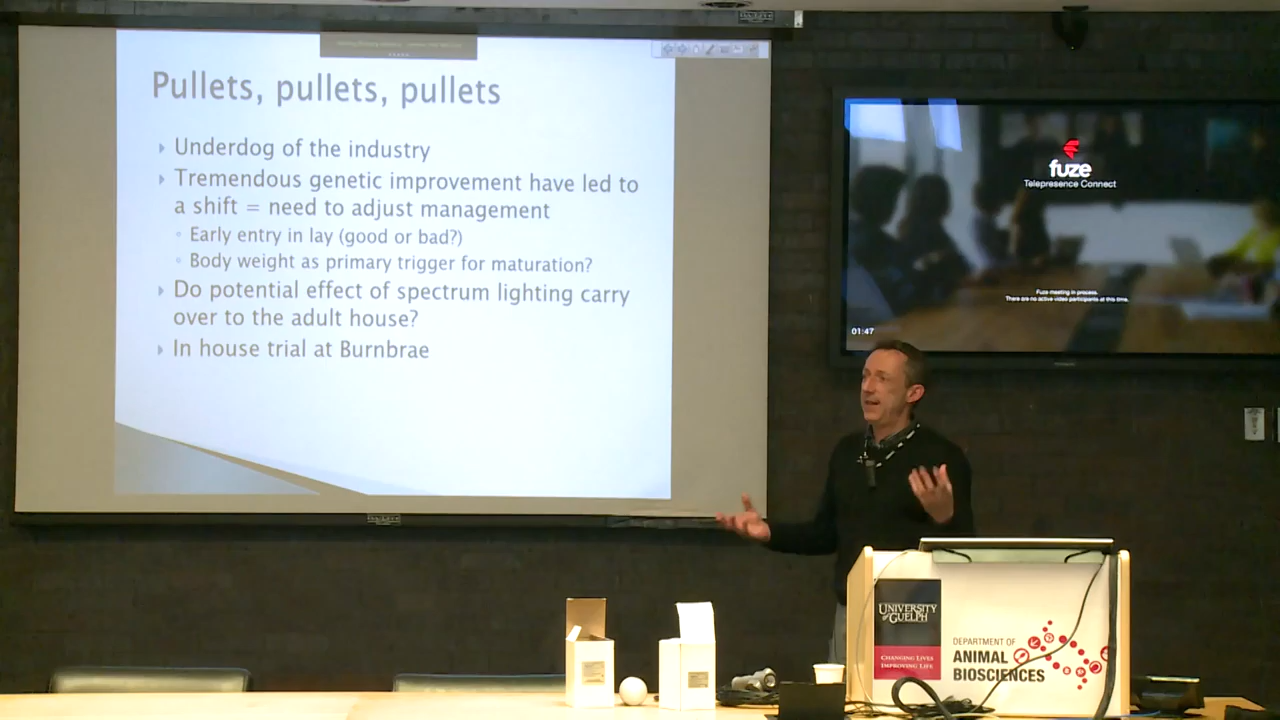 Pullets, pullets, pullets
Underdog of the industry
Tremendous genetic improvement have led to
a shift = need to adjust management
Early entry in lay (good or bad?)
Body weight as primary trigger for maturation?
Do potential effect of spectrum lighting carry
over to the adult house?
In house trial at Burnbrae
fuze
Telepresence Connect
Fuze meeting in process.
There are no active video participants at this time.
01:47
UNIVERSITY
of GUELPH
CHANGING LIVES
IMPROVING LIFE
DEPARTMENT OF
ANIMAL
BIOSCIENCES